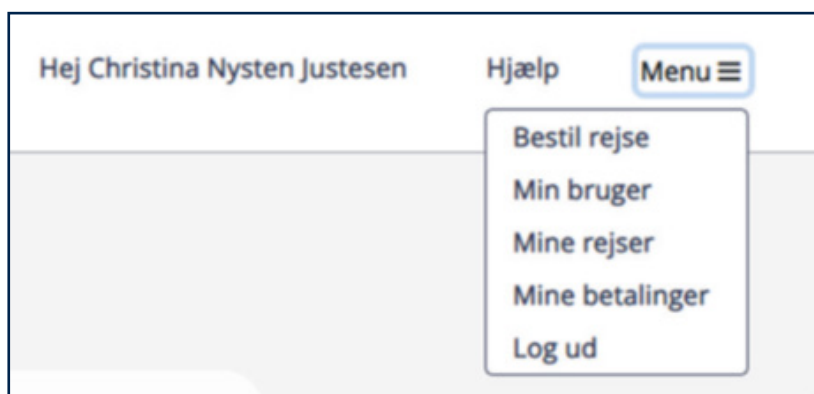 Hej Christina Nysten Justesen Hjælp Menu ☰
Bestil rejse
Min bruger
Mine rejser
Mine betalinger
Log ud